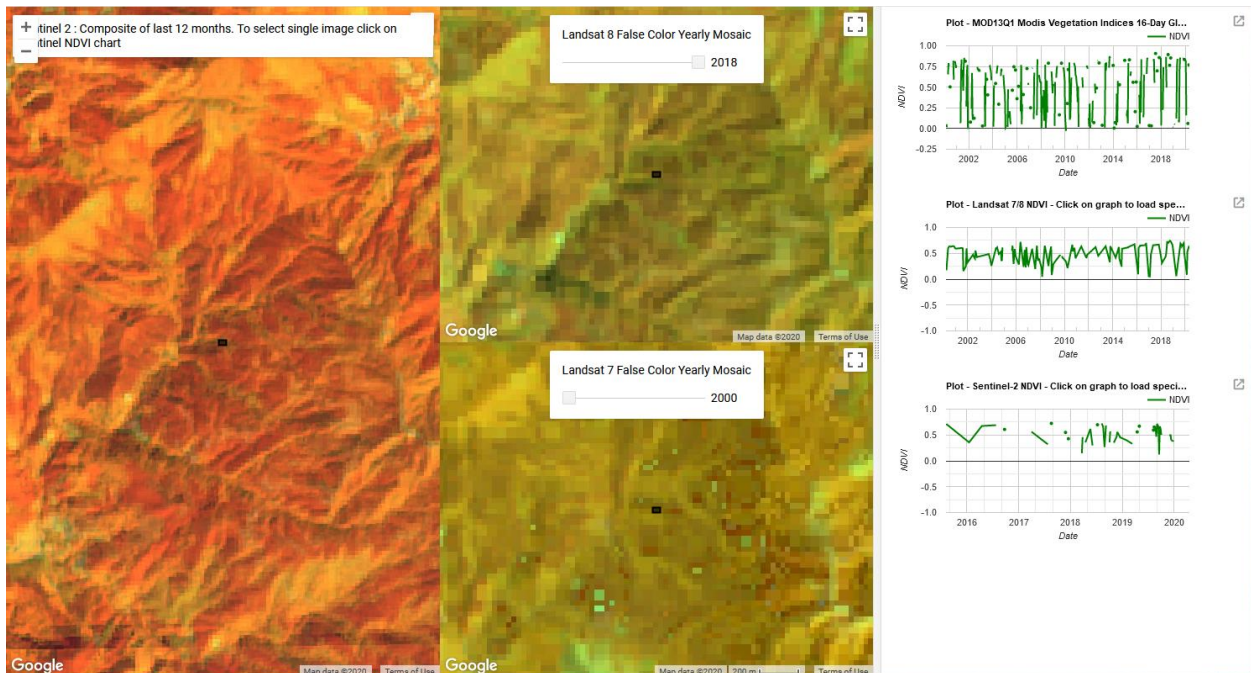 +
−
tinel 2 : Composite of last 12 months. To select single image click on
ntinel NDVI chart
Google
Map data ©2020 Terms of Use
Landsat 8 False Color Yearly Mosaic
2018
Google
Map data ©2020 Terms of Use
Landsat 7 False Color Yearly Mosaic
2000
Google
Map data ©2020 200 m Terms of Use
Plot - MOD13Q1 Modis Vegetation Indices 16-Day Gl...
NDVI
1.00
0.75
0.50
0.25
0.00
-0.25
NDVI
2002 2006 2010 2014 2018
Date
Plot - Landsat 7/8 NDVI - Click on graph to load spe...
NDVI
1.0
0.5
0.0
-0.5
-1.0
NDVI
2002 2006 2010 2014 2018
Date
Plot - Sentinel-2 NDVI - Click on graph to load speci...
NDVI
1.0
0.5
0.0
-0.5
-1.0
NDVI
2016 2017 2018 2019 2020
Date